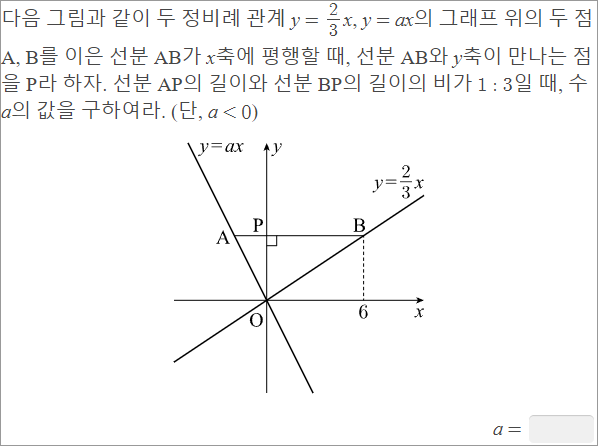 다음 그림과 같이 두 정비례 관계 y = 2/3 x, y = ax의 그래프 위의 두 점
A, B를 이은 선분 AB가 x축에 평행할 때, 선분 AB와 y축이 만나는 점
을 P라 하자. 선분 AP의 길이와 선분 BP의 길이의 비가 1 : 3일 때, 수
a의 값을 구하여라. (단, a < 0)
y=ax y
y=2/3 x
P B
A
O 6 x
a =